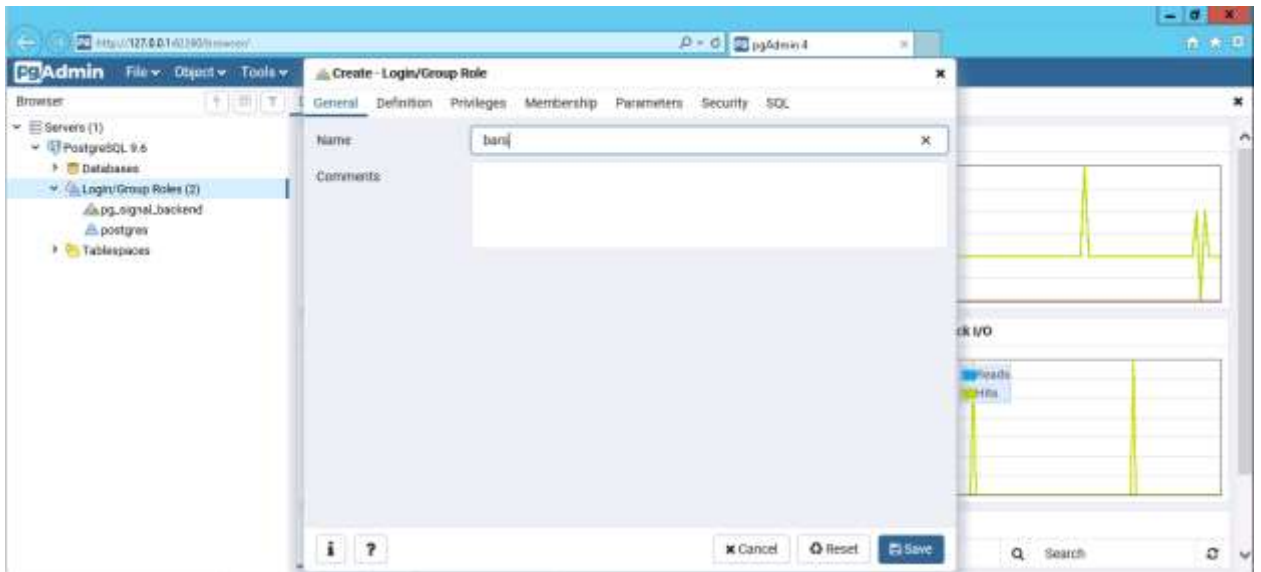 pgAdmin 4
PgAdmin File Object Tools
Create - Login/Group Role
Browser
General Definition Privileges Membership Parameters Security SQL
Servers (1)
PostgreSQL 9.6
Databases
Login/Group Roles (2)
pg_signal_backend
postgres
Tablespaces
Name
bars
Comments
ck I/O
Reads
Hits
i ? Cancel Reset Save
Search